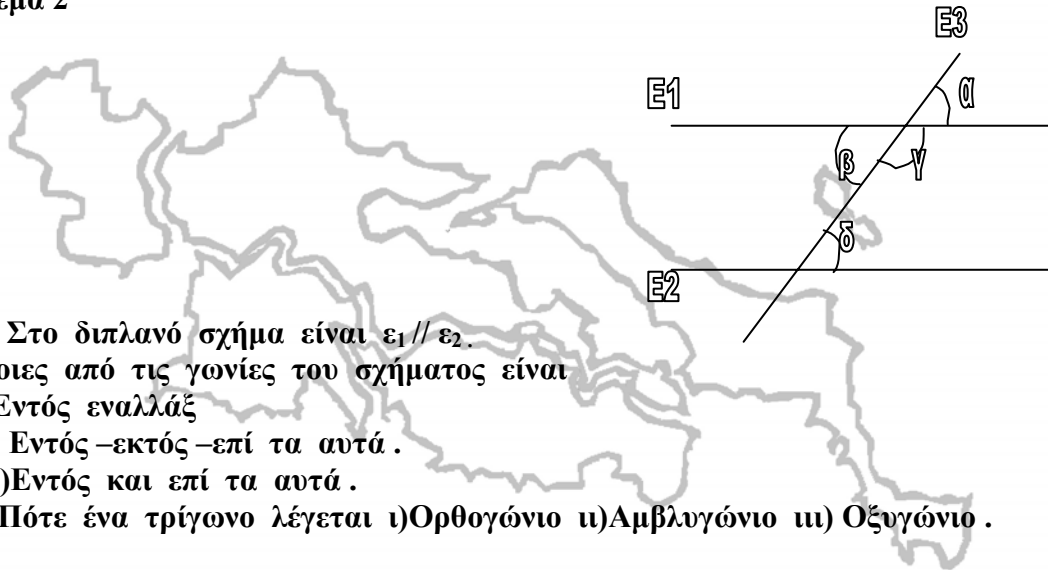 εμα 2
Ε3
Ε1
α
β γ
δ
Ε2
Στο διπλανό σχήμα είναι ε₁ // ε₂ .
οιες από τις γωνίες του σχήματος είναι
Εντός εναλλάξ
Εντός –εκτός –επί τα αυτά .
)Εντός και επί τα αυτά .
Πότε ένα τρίγωνο λέγεται ι)Ορθογώνιο ιι)Αμβλυγώνιο ιιι) Οξυγώνιο .